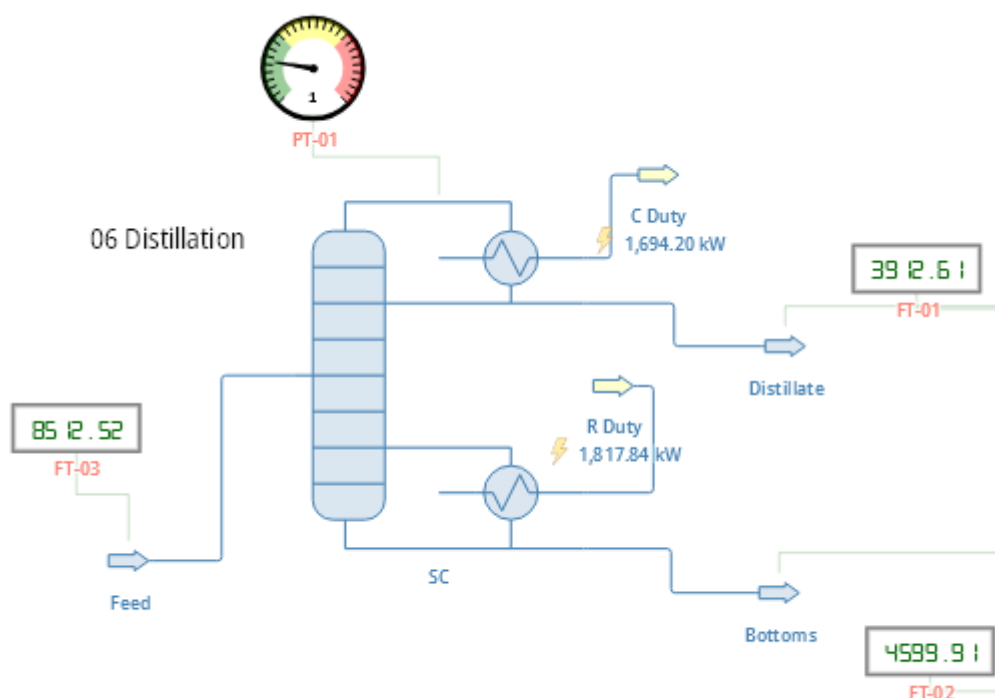 1
PT-01
06 Distillation
C Duty
1,694.20 kW
3912.61
FT-01
Distillate
R Duty
1,817.84 kW
8512.52
FT-03
SC
Feed
Bottoms
4599.91
FT-02